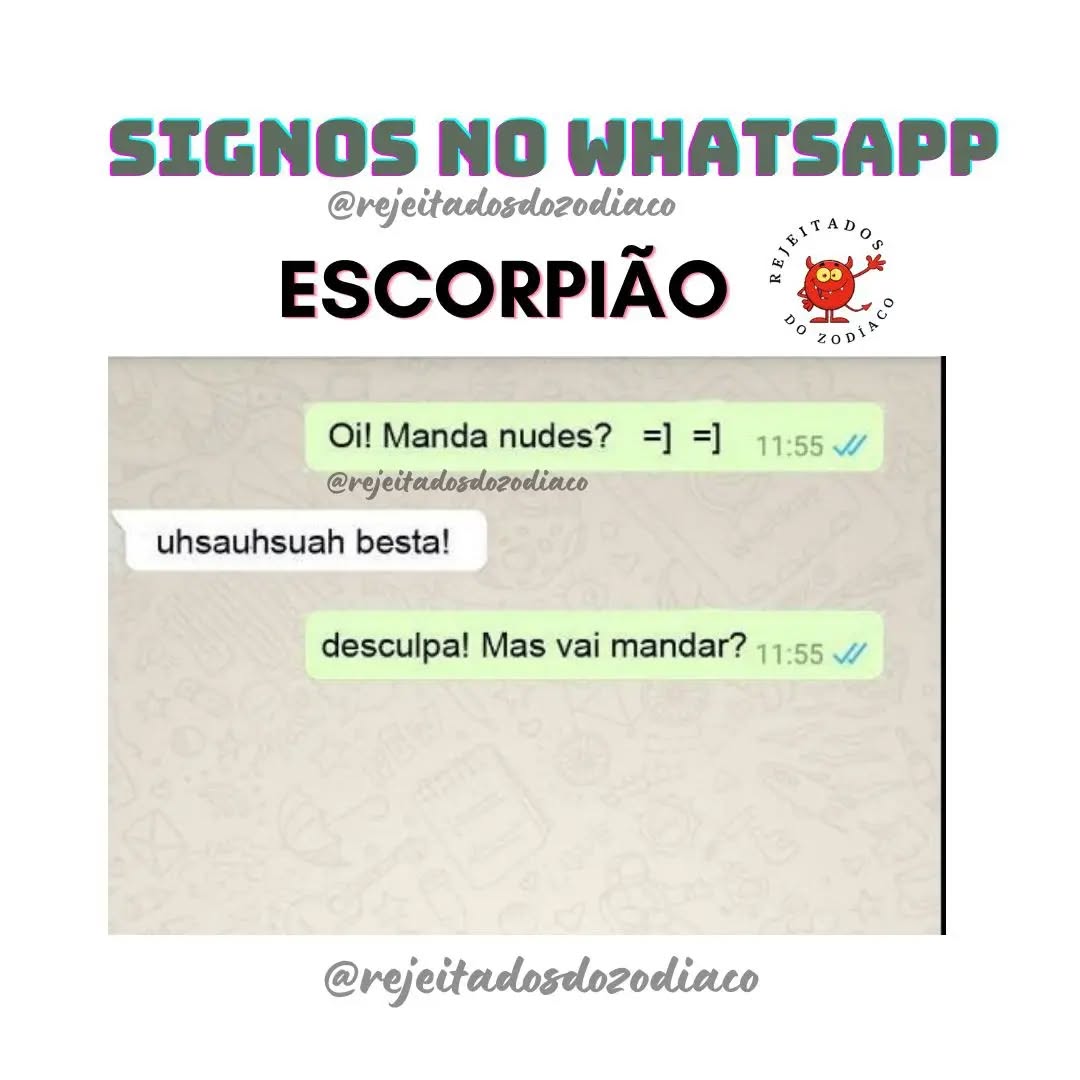 SIGNOS NO WHATSAPP
@rejeitadosdozodiaco
ESCORPIÃO
REJEITADOS
DO ZODÍACO
Oi! Manda nudes? =] =] 11:55
@rejeitadosdozodiaco
uhsauhsuah besta!
desculpa! Mas vai mandar? 11:55
@rejeitadosdozodiaco